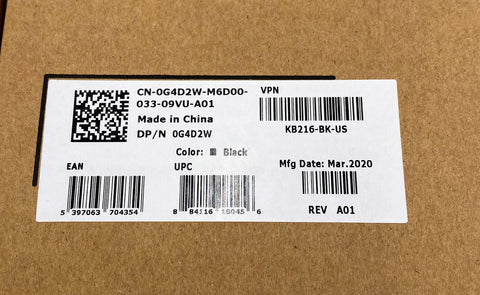 CN-0G4D2W-M6D00-
033-09VU-A01
Made in China
DP/N 0G4D2W
VPN
KB216-BK-US
Color: Black
EAN
UPC
Mfg Date: Mar.2020
5 397063 704354
8 84116 18045 6
REV A01